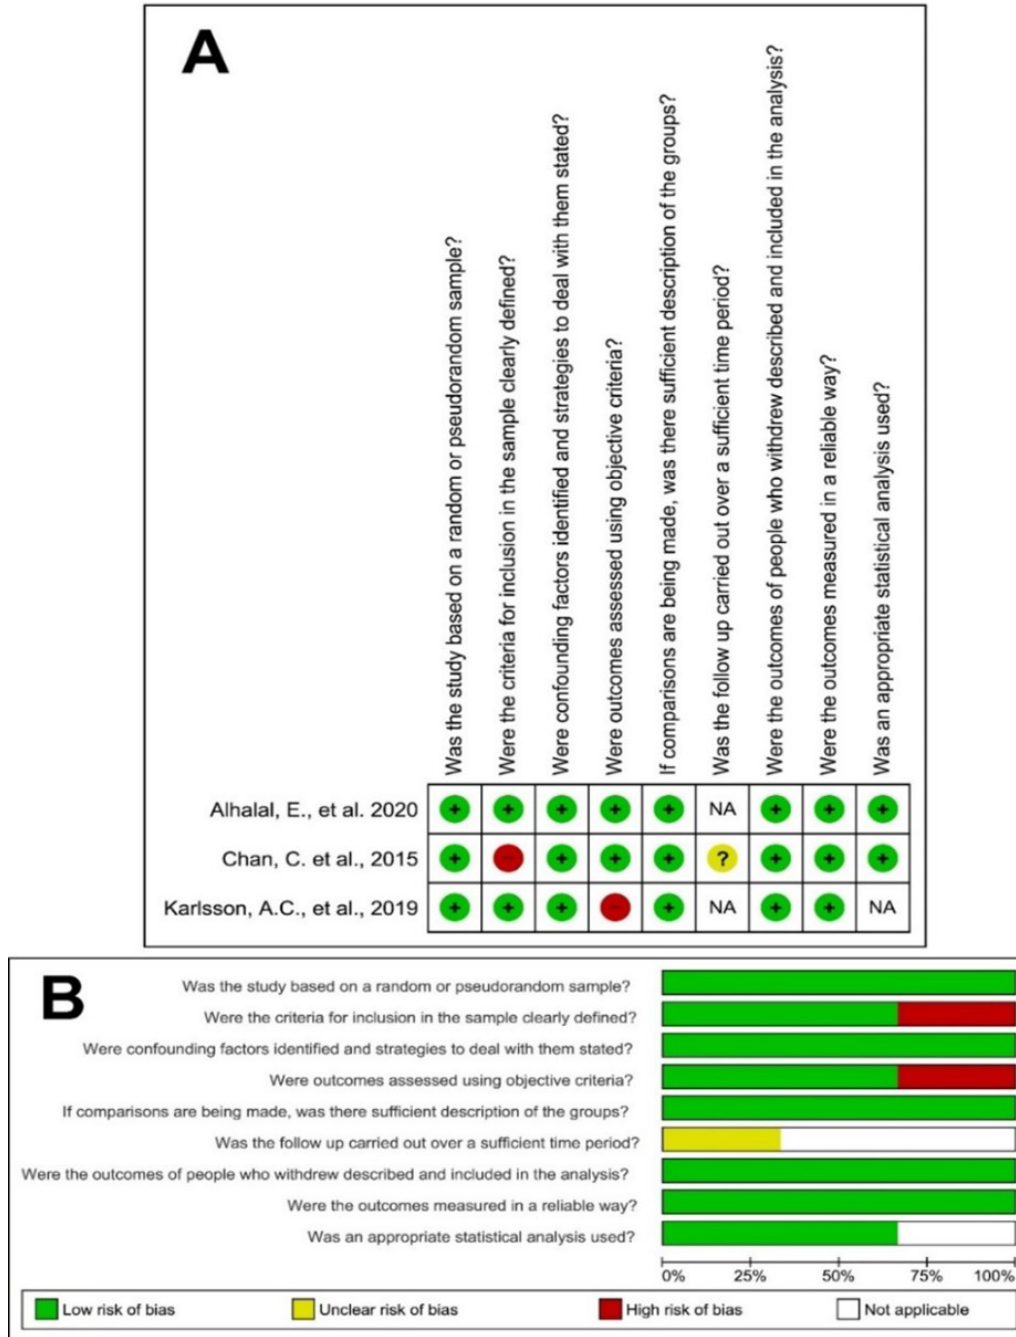 A
Was the study based on a random or pseudorandom sample?
Were the criteria for inclusion in the sample clearly defined?
Were confounding factors identified and strategies to deal with them stated?
Were outcomes assessed using objective criteria?
If comparisons are being made, was there sufficient description of the groups?
Was the follow up carried out over a sufficient time period?
Were the outcomes of people who withdrew described and included in the analysis?
Were the outcomes measured in a reliable way?
Was an appropriate statistical analysis used?
Alhalal, E., et al. 2020 + + + + + NA + + +
Chan, C. et al., 2015 + - + + + ? + + +
Karlsson, A.C., et al., 2019 + + + - + NA + + NA
B
Was the study based on a random or pseudorandom sample?
Were the criteria for inclusion in the sample clearly defined?
Were confounding factors identified and strategies to deal with them stated?
Were outcomes assessed using objective criteria?
If comparisons are being made, was there sufficient description of the groups?
Was the follow up carried out over a sufficient time period?
Were the outcomes of people who withdrew described and included in the analysis?
Were the outcomes measured in a reliable way?
Was an appropriate statistical analysis used?
0% 25% 50% 75% 100%
Low risk of bias Unclear risk of bias High risk of bias Not applicable